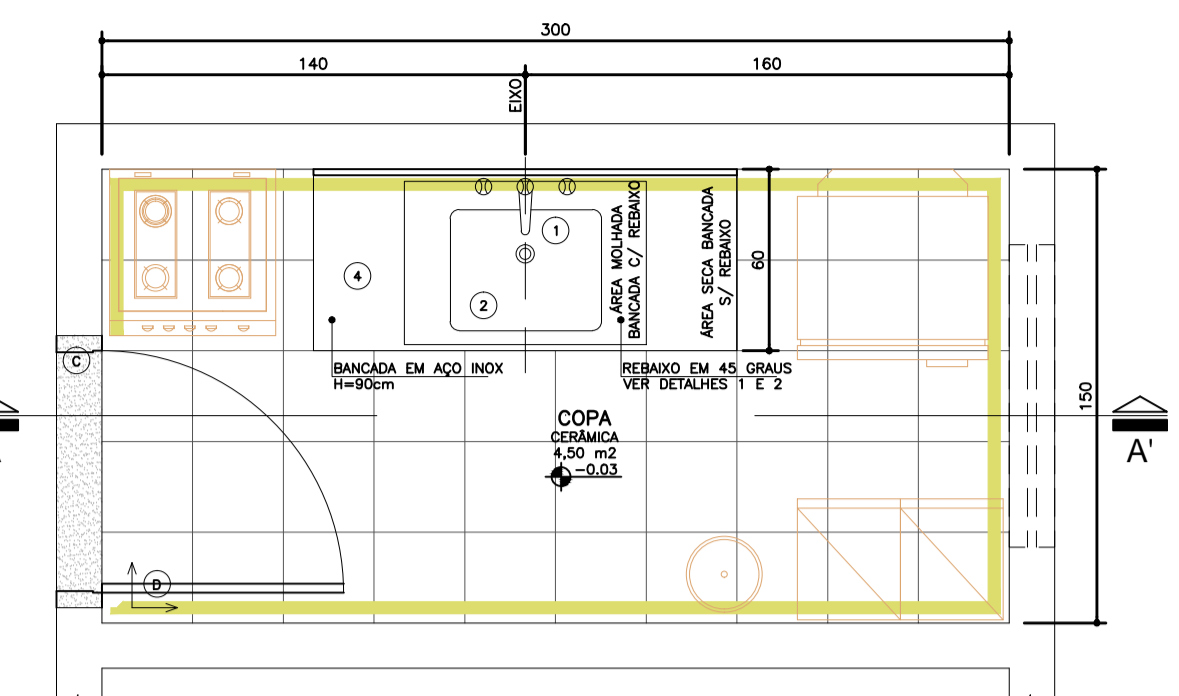 300
140
160
EIXO
ÁREA MOLHADA
BANCADA C/ REBAIXO
ÁREA SECA BANCADA
S/ REBAIXO
60
1
4
2
C
BANCADA EM AÇO INOX
H=90cm
REBAIXO EM 45 GRAUS
VER DETALHES 1 E 2
150
COPA
CERÂMICA
4,50 m2
-0.03
A'
D